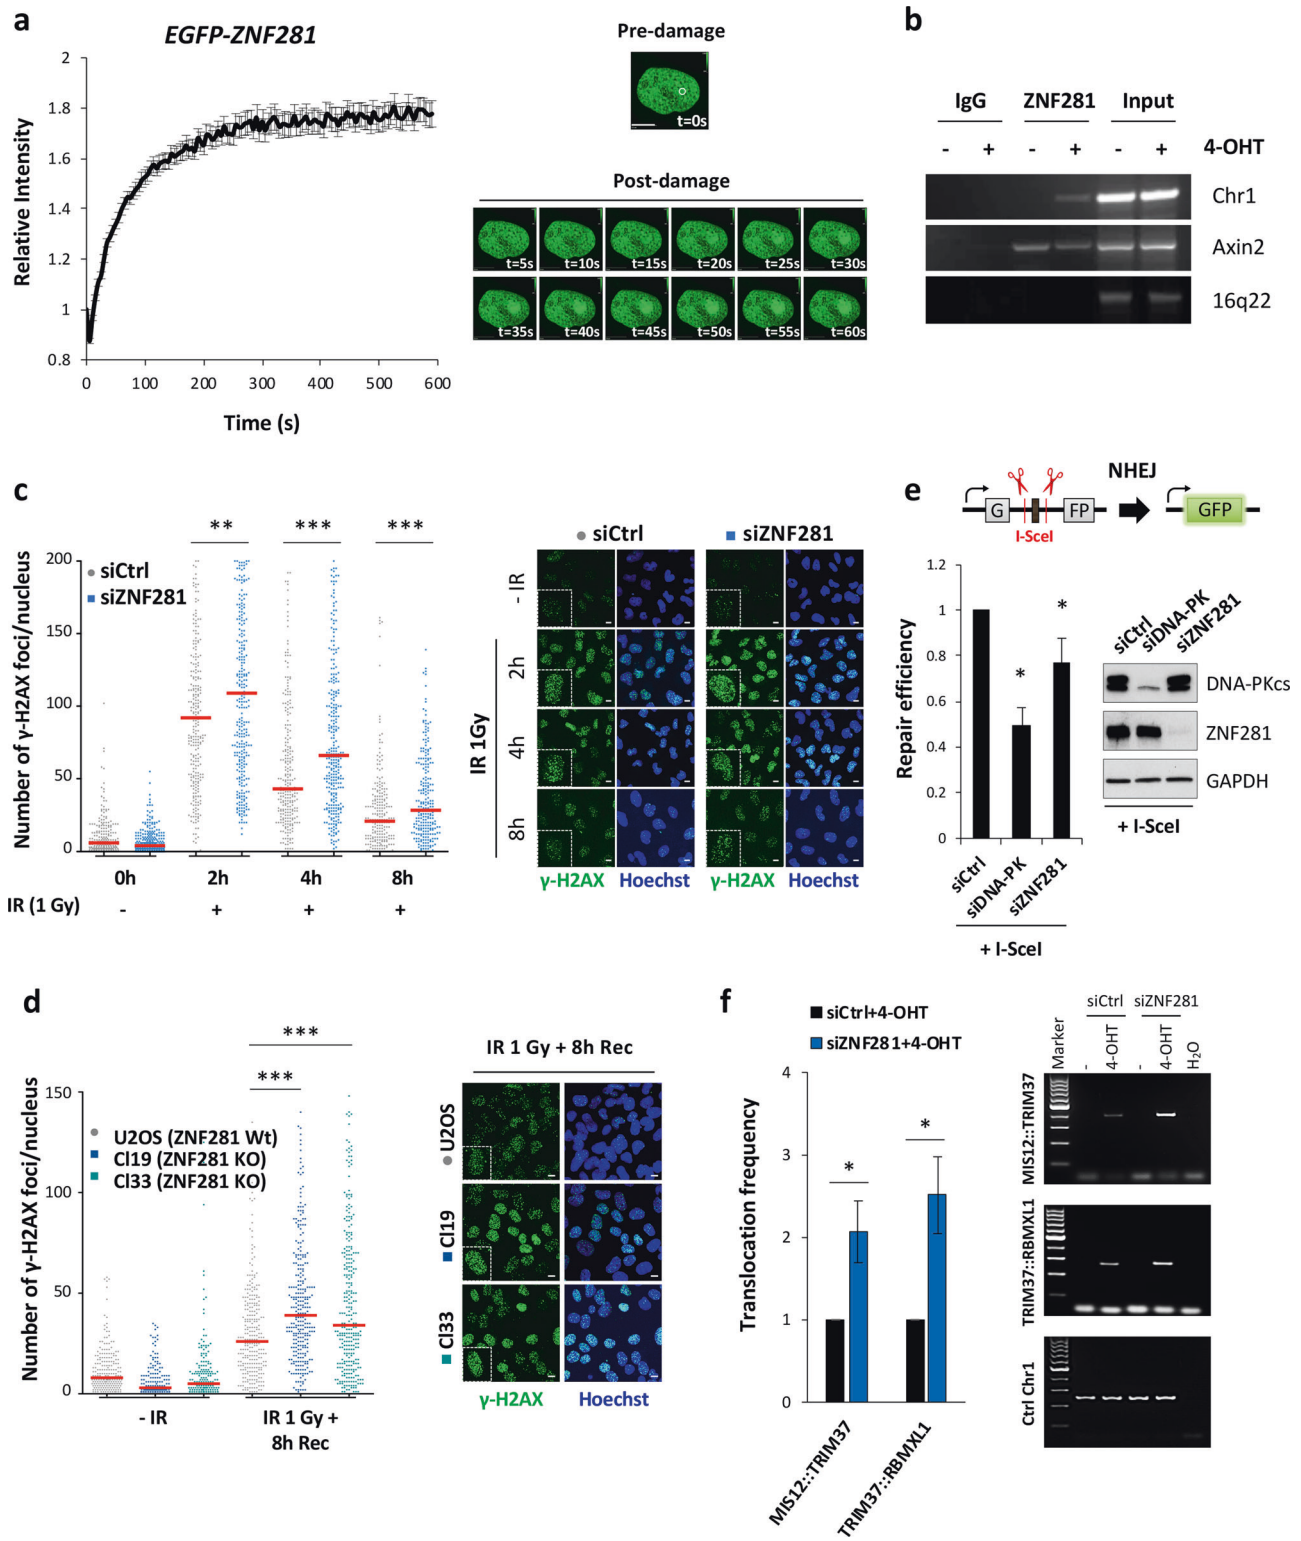 a
EGFP-ZNF281
2
1.8
1.6
1.4
1.2
1
0.8
Relative Intensity
0 100 200 300 400 500 600
Time (s)
Pre-damage
t=0s
Post-damage
t=5s t=10s t=15s t=20s t=25s t=30s
t=35s t=40s t=45s t=50s t=55s t=60s
b
IgG ZNF281 Input
- + - + - + 4-OHT
Chr1
Axin2
16q22
c
** *** ***
200
150
100
50
0
Number of γ-H2AX foci/nucleus
siCtrl
siZNF281
0h 2h 4h 8h
IR (1 Gy) - + + +
siCtrl siZNF281
- IR
2h
4h
8h
IR 1Gy
γ-H2AX Hoechst γ-H2AX Hoechst
d
***
***
150
100
50
0
Number of γ-H2AX foci/nucleus
U2OS (ZNF281 Wt)
Cl19 (ZNF281 KO)
Cl33 (ZNF281 KO)
- IR IR 1 Gy +
8h Rec
IR 1 Gy + 8h Rec
U2OS
Cl19
Cl33
γ-H2AX Hoechst
e
NHEJ
G FP GFP
I-SceI
1.2
1
0.8
0.6
0.4
0.2
0
Repair efficiency
* *
siCtrl siDNA-PK siZNF281
+ I-SceI
siCtrl siDNA-PK siZNF281
DNA-PKcs
ZNF281
GAPDH
+ I-SceI
f
siCtrl+4-OHT
siZNF281+4-OHT
4
3
2
1
0
Translocation frequency
* *
MIS12::TRIM37 TRIM37::RBMXL1
siCtrl siZNF281
Marker - 4-OHT - 4-OHT H₂O
MIS12::TRIM37
TRIM37::RBMXL1
Ctrl Chr1